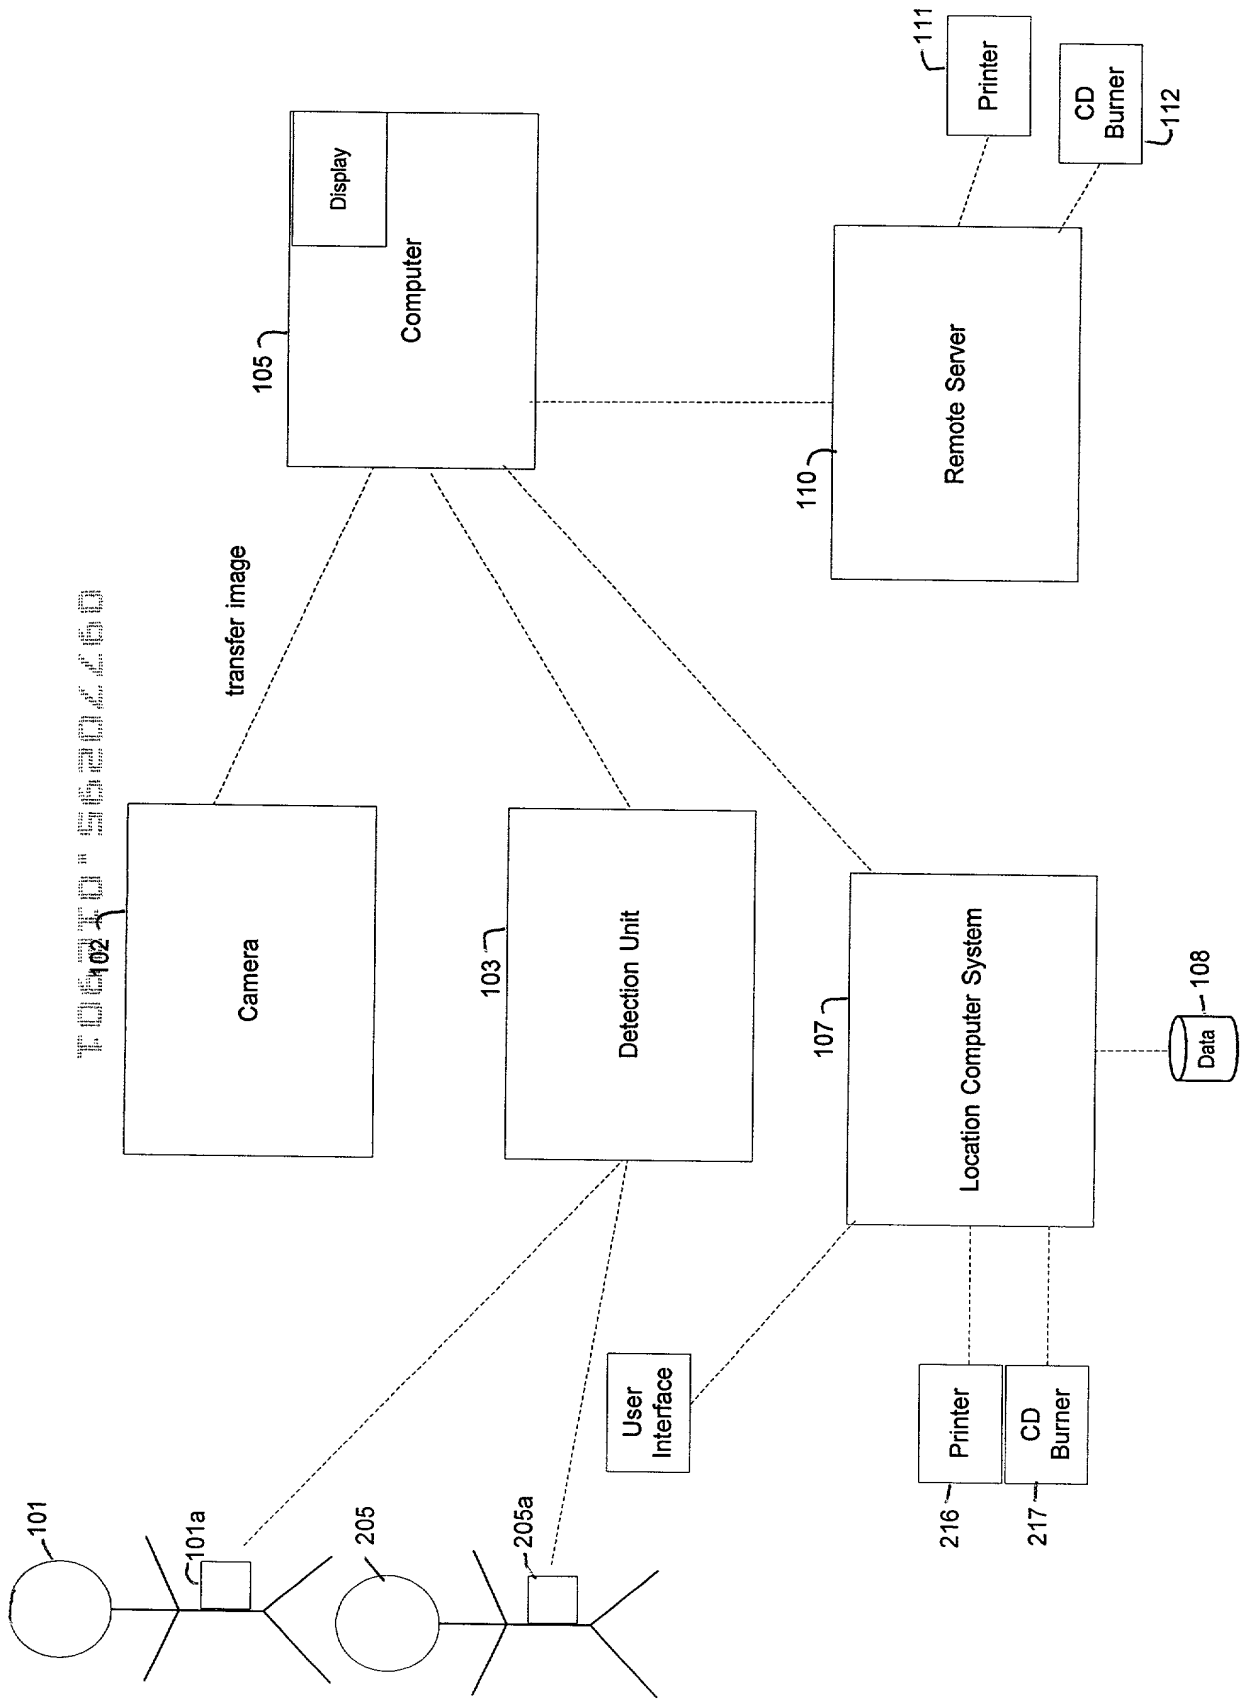 101
102
101a
transfer image
Camera
105
Display
205
Computer
103
205a
Detection Unit
User
Interface
110
107
111
216
Printer
Location Computer System
Remote Server
Printer
217
CD
Burner
CD
Burner
112
108
Data